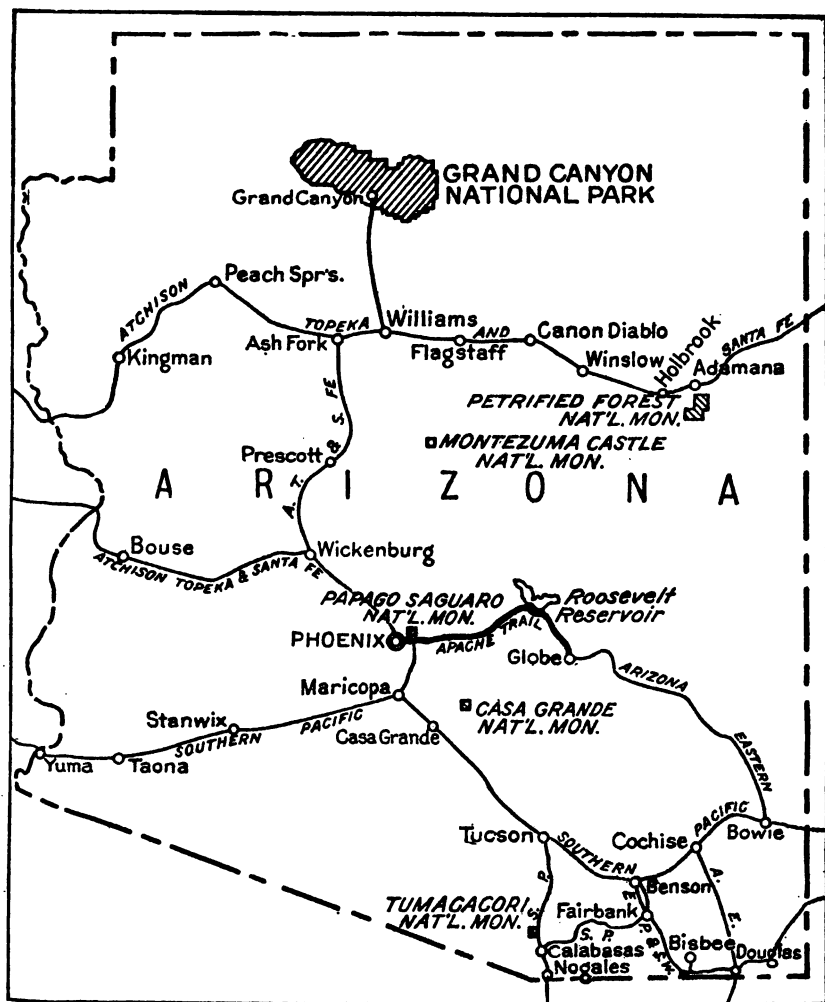 GRAND CANYON
NATIONAL PARK
Grand Canyon
Peach Spr's.
ATCHISON
TOPEKA
Williams
AND
Canon Diablo
SANTA FE
Kingman
Ash Fork
Flagstaff
Winslow
Holbrook
Adamana
PETRIFIED FOREST
NAT'L. MON.
& S. FE
A. T.
MONTEZUMA CASTLE
NAT'L. MON.
Prescott
ARIZONA
Bouse
Wickenburg
ATCHISON TOPEKA & SANTA FE
PAPAGO SAGUARO
NAT'L. MON.
Roosevelt
Reservoir
PHOENIX
APACHE TRAIL
Globe
ARIZONA
EASTERN
Maricopa
CASA GRANDE
NAT'L. MON.
Stanwix
SOUTHERN
PACIFIC
Casa Grande
Yuma
Taona
Tucson
SOUTHERN
Cochise
PACIFIC
Bowie
Benson
A. E.
S. P.
TUMAGACORI
NAT'L. MON.
Fairbank
E. P. & S. W.
S. P.
Calabasas
Bisbee
Douglas
Nogales